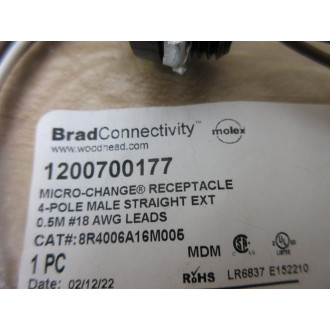 BradConnectivity™ molex
www.woodhead.com
1200700177
MICRO-CHANGE® RECEPTACLE
4-POLE MALE STRAIGHT EXT
0.5M #18 AWG LEADS
CAT#:8R4006A16M005
1 PC MDM
Date: 02/12/22 RoHS LR6837 E152210